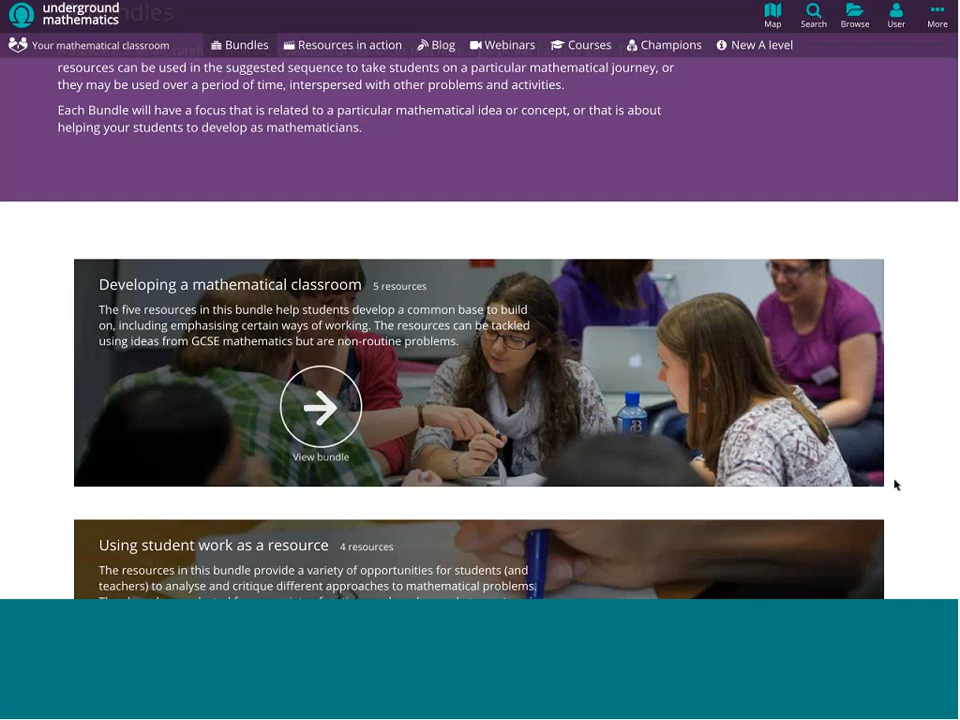 underground
mathematics
Map
Search
Browse
User
More
Your mathematical classroom
Bundles
Resources in action
Blog
Webinars
Courses
Champions
New A level
resources can be used in the suggested sequence to take students on a particular mathematical journey, or
they may be used over a period of time, interspersed with other problems and activities.
Each Bundle will have a focus that is related to a particular mathematical idea or concept, or that is about
helping your students to develop as mathematicians.
Developing a mathematical classroom 5 resources
The five resources in this bundle help students develop a common base to build
on, including emphasising certain ways of working. The resources can be tackled
using ideas from GCSE mathematics but are non-routine problems.
View bundle
Using student work as a resource 4 resources
The resources in this bundle provide a variety of opportunities for students (and
teachers) to analyse and critique different approaches to mathematical problems.